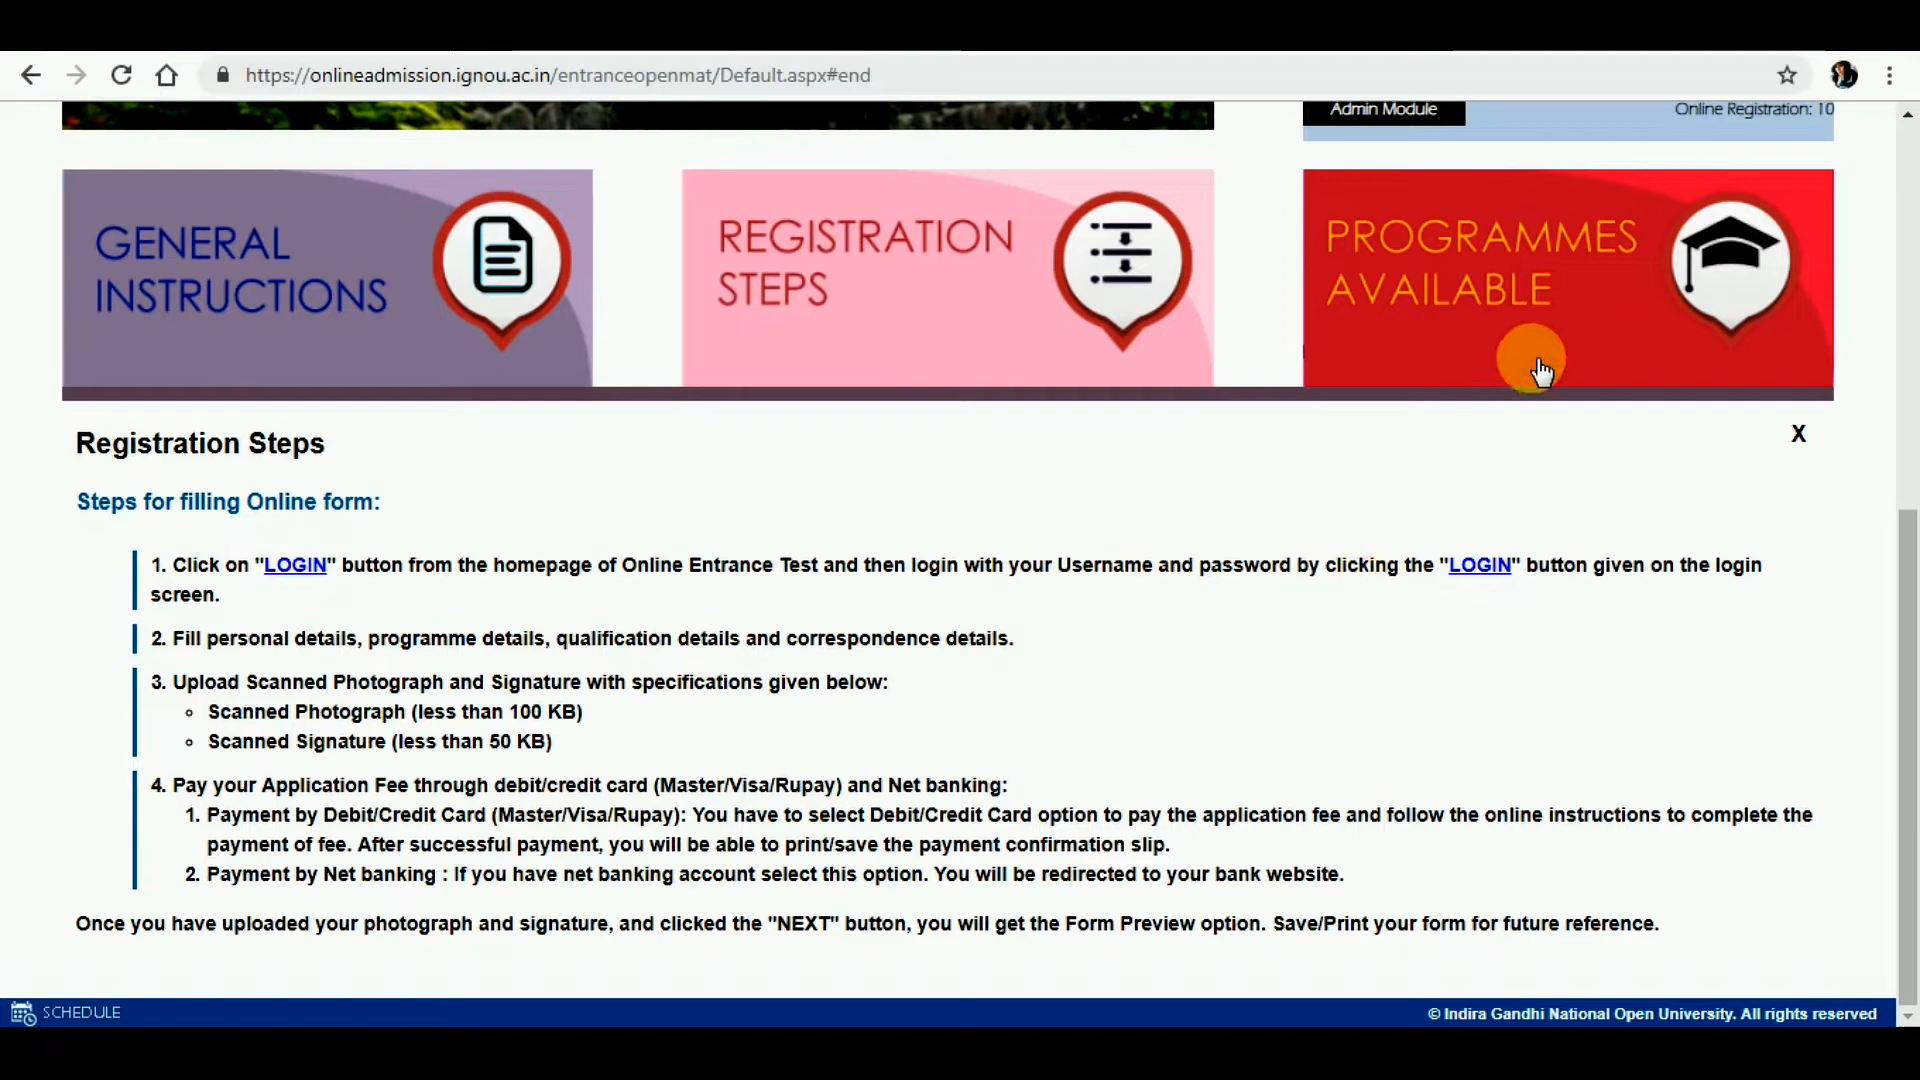 https://onlineadmission.ignou.ac.in/entranceopenmat/Default.aspx#end
Admin Module
Online Registration: 10
GENERAL
INSTRUCTIONS
REGISTRATION
STEPS
PROGRAMMES
AVAILABLE
Registration Steps
X
Steps for filling Online form:
1. Click on "LOGIN" button from the homepage of Online Entrance Test and then login with your Username and password by clicking the "LOGIN" button given on the login
screen.
2. Fill personal details, programme details, qualification details and correspondence details.
3. Upload Scanned Photograph and Signature with specifications given below:
Scanned Photograph (less than 100 KB)
Scanned Signature (less than 50 KB)
4. Pay your Application Fee through debit/credit card (Master/Visa/Rupay) and Net banking:
1. Payment by Debit/Credit Card (Master/Visa/Rupay): You have to select Debit/Credit Card option to pay the application fee and follow the online instructions to complete the
payment of fee. After successful payment, you will be able to print/save the payment confirmation slip.
2. Payment by Net banking : If you have net banking account select this option. You will be redirected to your bank website.
Once you have uploaded your photograph and signature, and clicked the "NEXT" button, you will get the Form Preview option. Save/Print your form for future reference.
SCHEDULE
© Indira Gandhi National Open University. All rights reserved